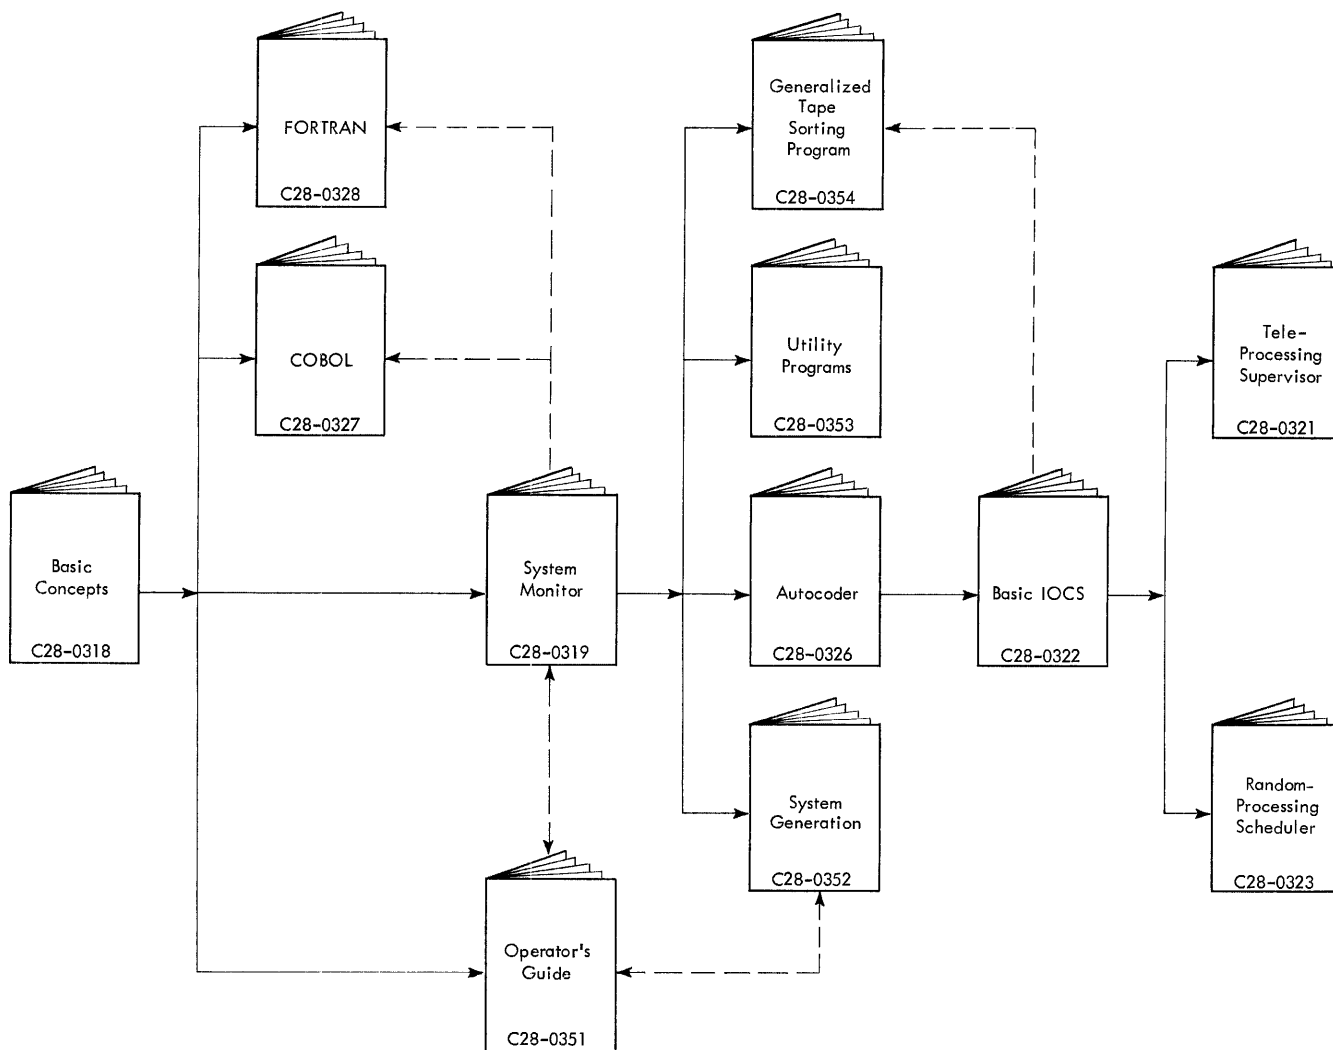 FORTRAN
C28-0328
Generalized
Tape
Sorting
Program
C28-0354
COBOL
C28-0327
Utility
Programs
C28-0353
Tele-
Processing
Supervisor
C28-0321
Basic
Concepts
C28-0318
System
Monitor
C28-0319
Autocoder
C28-0326
Basic IOCS
C28-0322
System
Generation
C28-0352
Random-
Processing
Scheduler
C28-0323
Operator's
Guide
C28-0351